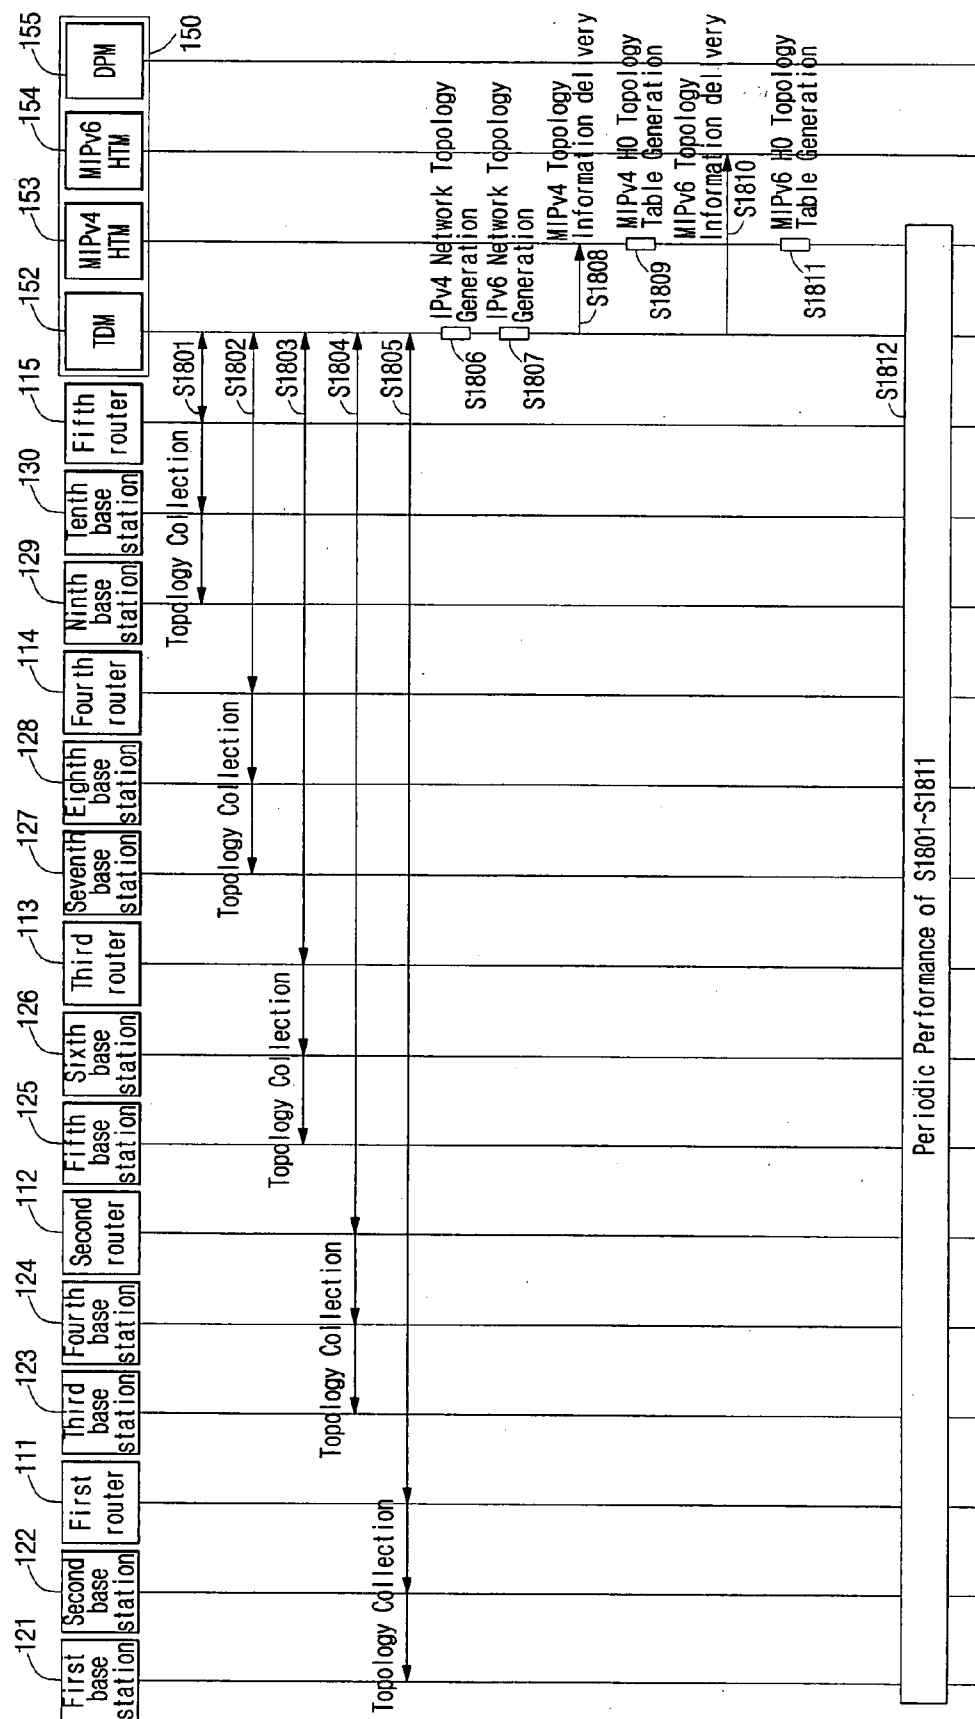 121
122
111
123
124
112
125
126
113
127
128
114
129
130
115
152
153
154
155
150
First
base
station
Second
base
station
First
router
Third
base
station
Fourth
base
station
Second
router
Fifth
base
station
Sixth
base
station
Third
router
Seventh
base
station
Eighth
base
station
Fourth
router
Ninth
base
station
Tenth
base
station
Fifth
router
TDM
MIPv4
HTM
MIPv6
HTM
DPM
Topology Collection
S1801
Topology Collection
S1802
Topology Collection
S1803
Topology Collection
S1804
Topology Collection
S1805
IPv4 Network Topology
Generation
S1806
IPv6 Network Topology
Generation
S1807
MIPv4 Topology
Information delivery
S1808
MIPv4 HO Topology
Table Generation
S1809
MIPv6 Topology
Information delivery
S1810
MIPv6 HO Topology
Table Generation
S1811
S1812
Periodic Performance of S1801~S1811